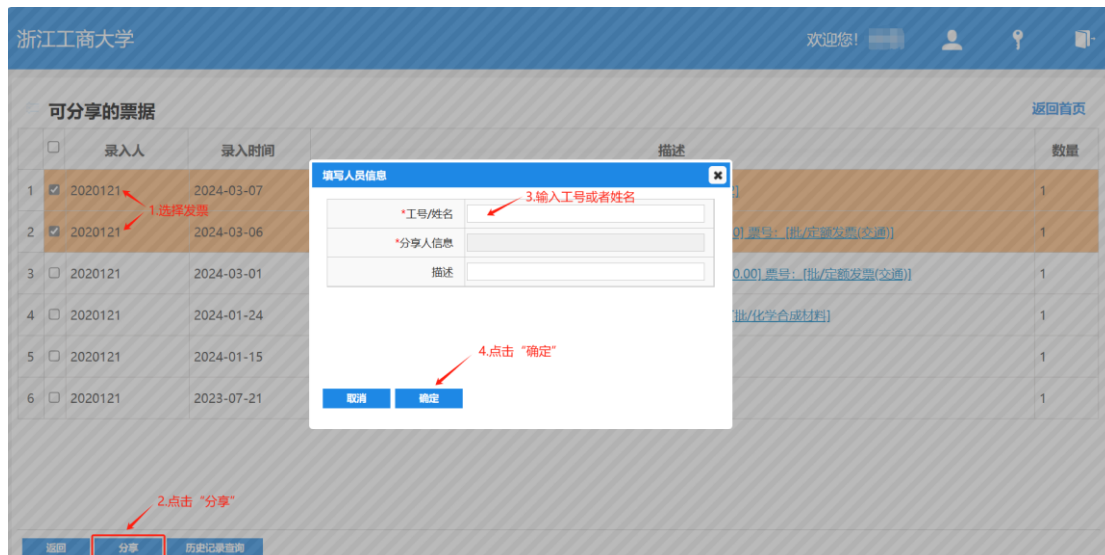 浙江工商大学
欢迎您!
可分享的票据
返回首页
录入人 录入时间 描述 数量
填写人员信息
1 2020121 2024-03-07 1
1.选择发票
*工号/姓名
3.输入工号或者姓名
2 2020121 2024-03-06 0] 票号: [批/定额发票(交通)] 1
*分享人信息
3 2020121 2024-03-01 0.00] 票号: [批/定额发票(交通)] 1
描述
4 2020121 2024-01-24 批/化学合成材料] 1
5 2020121 2024-01-15 1
4.点击“确定”
6 2020121 2023-07-21 1
取消 确定
2.点击“分享”
返回 分享 历史记录查询